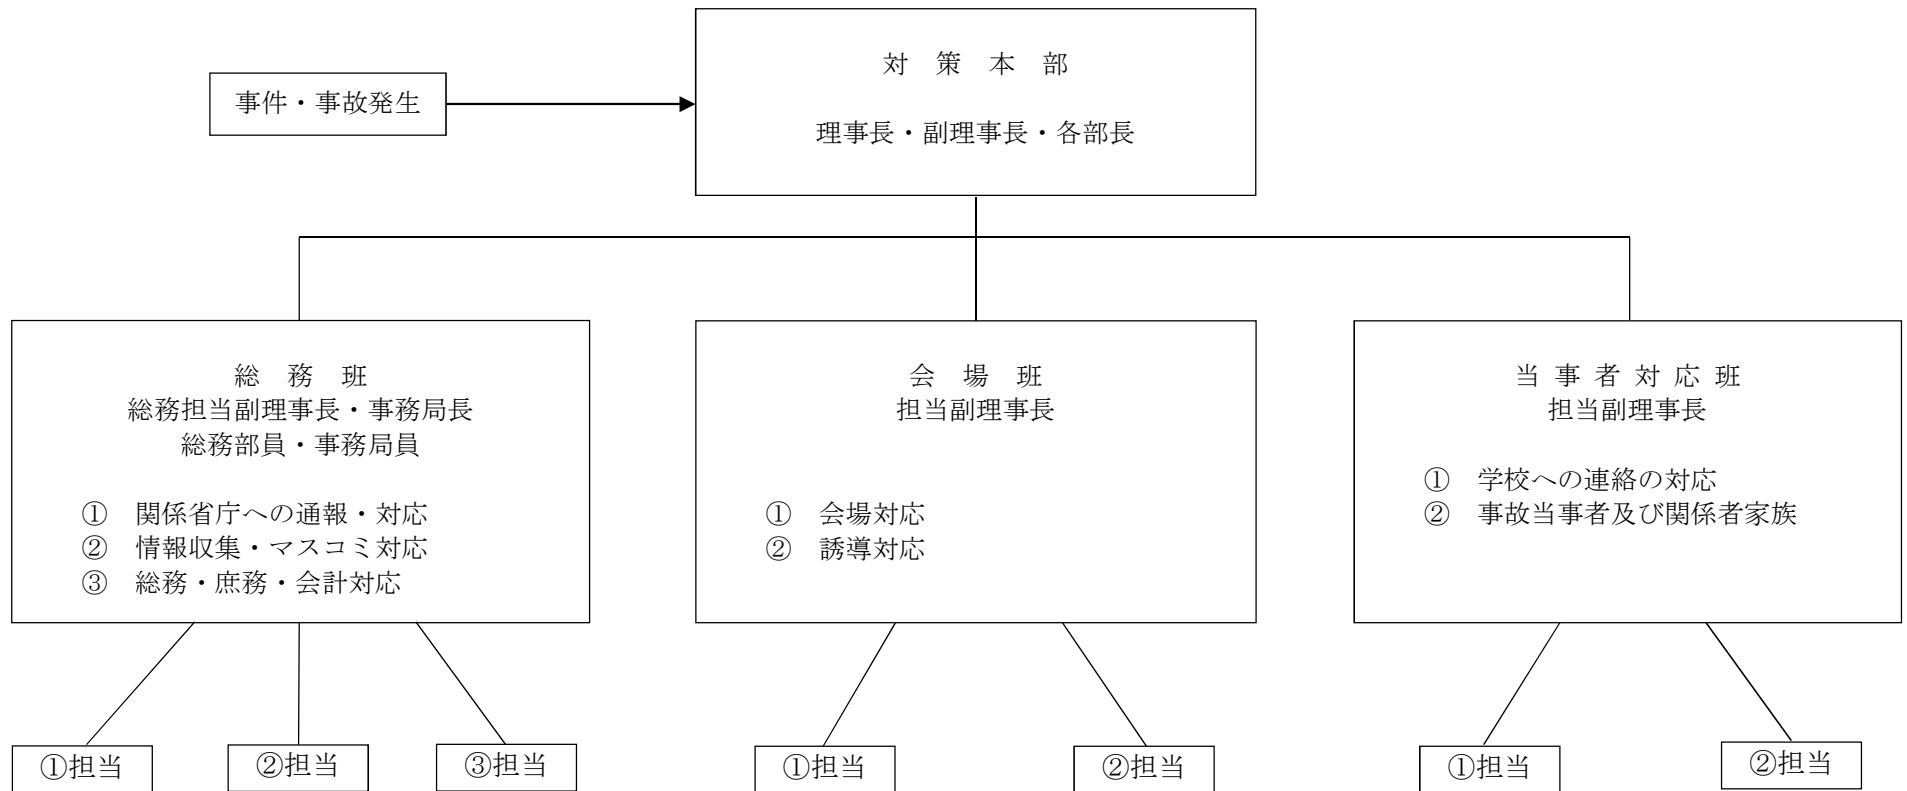 対 策 本 部
事件・事故発生
理事長・副理事長・各部長
総 務 班
総務担当副理事長・事務局長
総務部員・事務局員
① 関係省庁への通報・対応
② 情報収集・マスコミ対応
③ 総務・庶務・会計対応
会 場 班
担当副理事長
① 会場対応
② 誘導対応
当 事 者 対 応 班
担当副理事長
① 学校への連絡の対応
② 事故当事者及び関係者家族
①担当
②担当
③担当
①担当
②担当
①担当
②担当